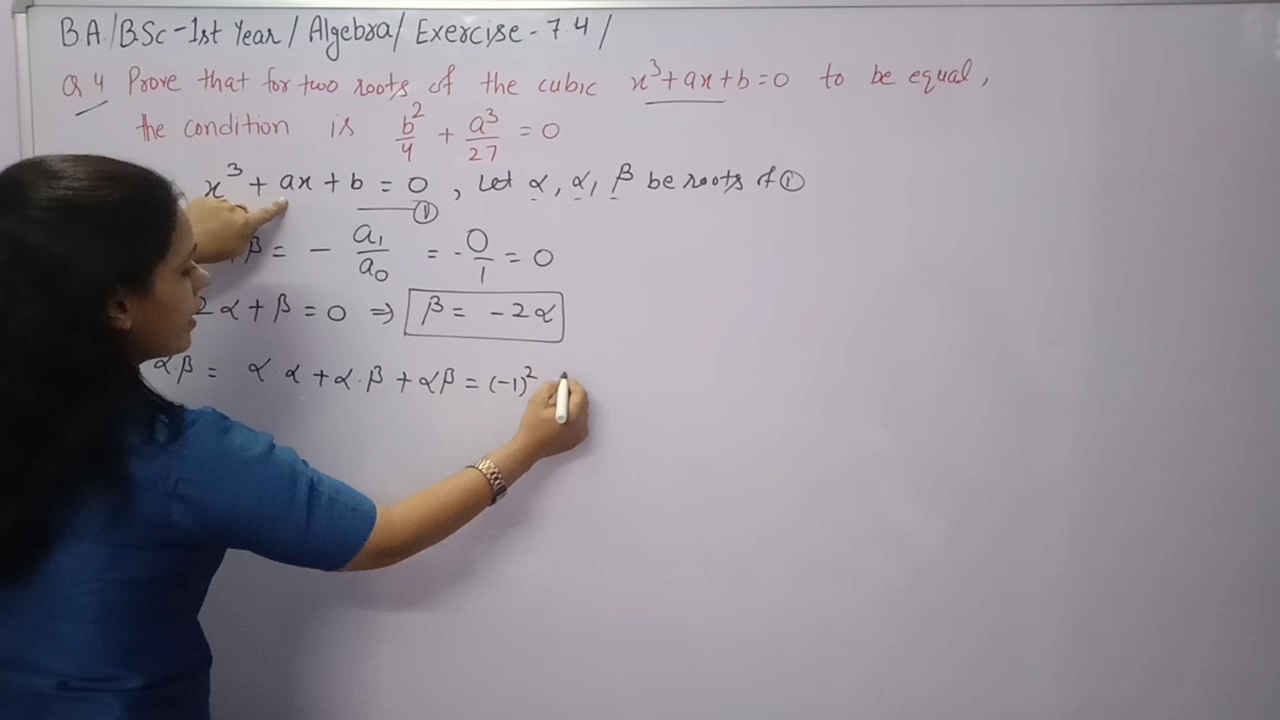 BA/BSc-1st Year/ Algebra/ Exercise-7.4/
Q4 Prove that for two roots of the cubic x³+ax+b=0 to be equal,
the condition is b²/4 + a³/27 = 0
x³ + ax + b = 0, Let α, α, β be roots of ①
①
β = - a₁/a₀ = -0/1 = 0
2α + β = 0 ⇒ β = -2α
αβ = α·α + α·β + αβ = (-1)²